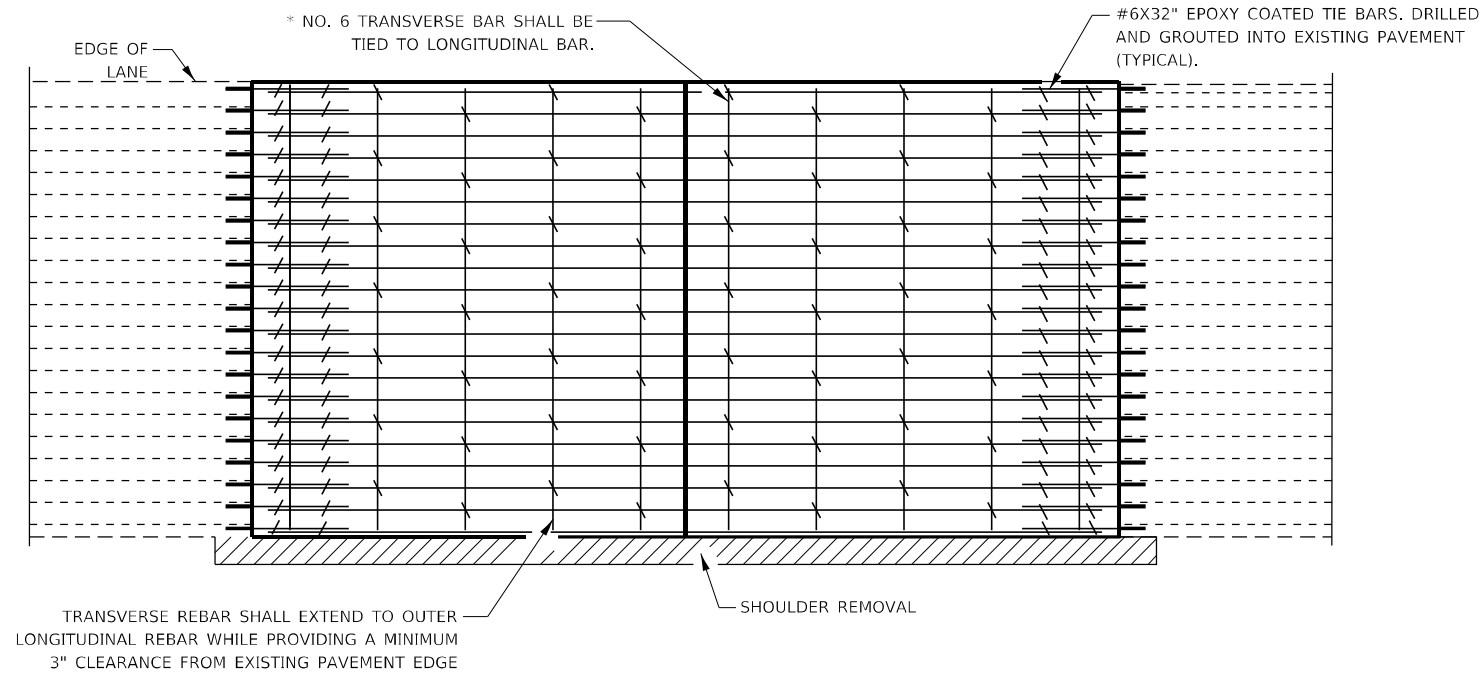 * NO. 6 TRANSVERSE BAR SHALL BE
TIED TO LONGITUDINAL BAR.
#6X32" EPOXY COATED TIE BARS. DRILLED
AND GROUTED INTO EXISTING PAVEMENT
(TYPICAL).
EDGE OF
LANE
TRANSVERSE REBAR SHALL EXTEND TO OUTER
LONGITUDINAL REBAR WHILE PROVIDING A MINIMUM
3" CLEARANCE FROM EXISTING PAVEMENT EDGE
SHOULDER REMOVAL